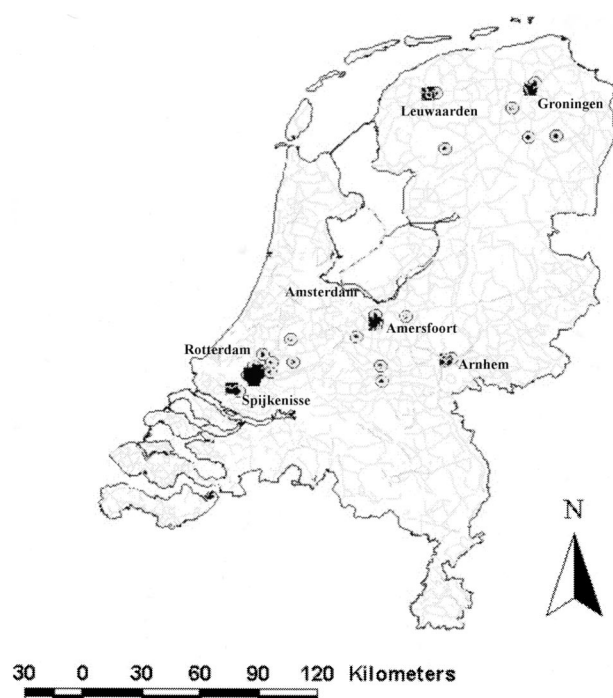 Leuwaarden
Groningen
Amsterdam
Amersfoort
Rotterdam
Arnhem
Spijkenisse
N
30 0 30 60 90 120 Kilometers